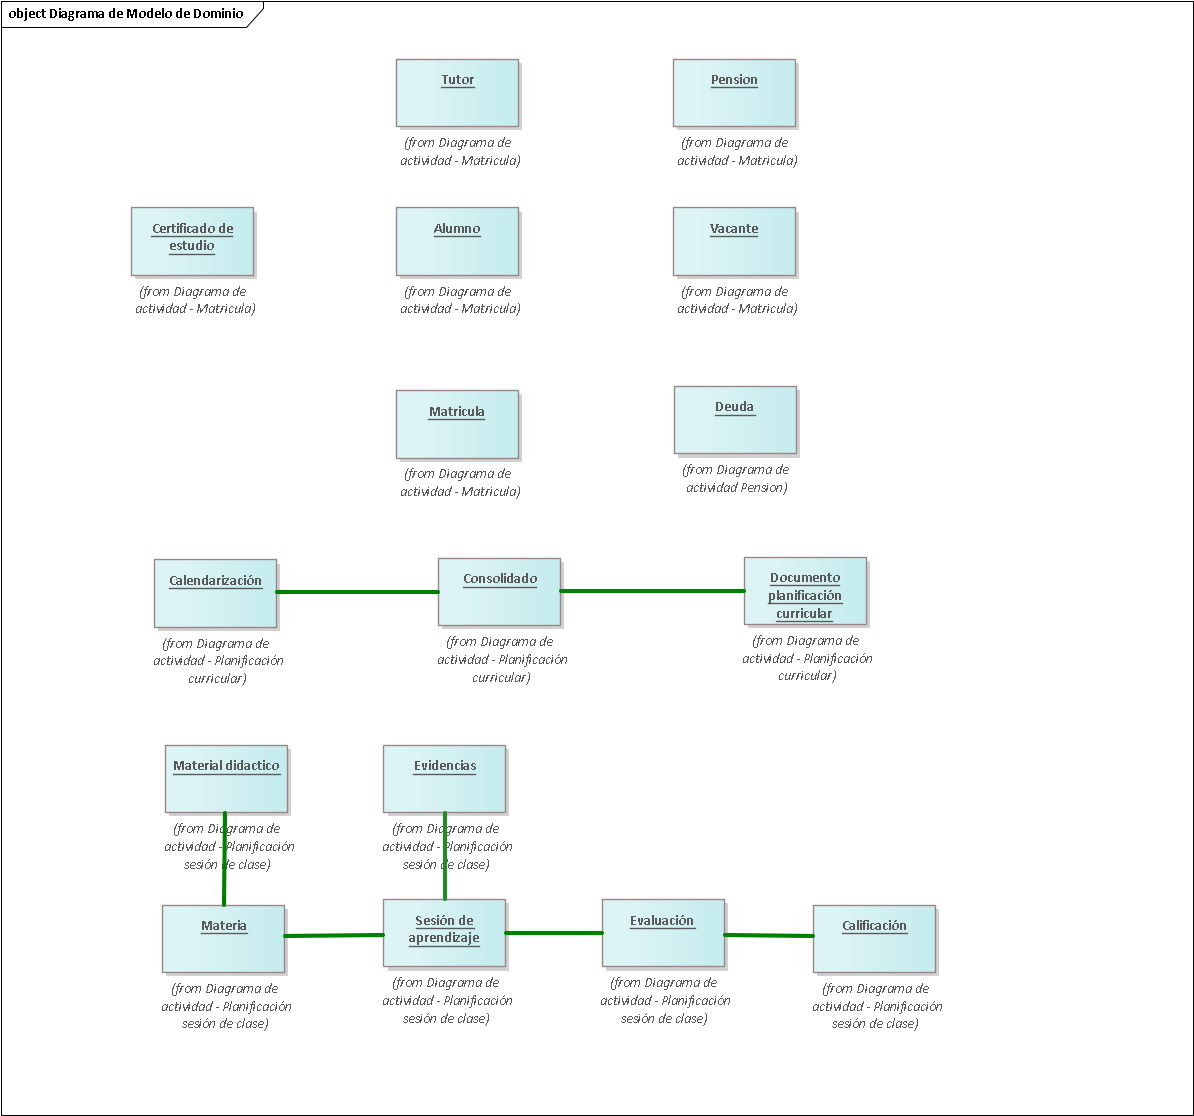 object Diagrama de Modelo de Dominio
Tutor
(from Diagrama de
actividad - Matricula)
Pension
(from Diagrama de
actividad - Matricula)
Certificado de
estudio
(from Diagrama de
actividad - Matricula)
Alumno
(from Diagrama de
actividad - Matricula)
Vacante
(from Diagrama de
actividad - Matricula)
Matricula
(from Diagrama de
actividad - Matricula)
Deuda
(from Diagrama de
actividad Pension)
Calendarización
(from Diagrama de
actividad - Planificación
curricular)
Consolidado
(from Diagrama de
actividad - Planificación
curricular)
Documento
planificación
curricular
(from Diagrama de
actividad - Planificación
curricular)
Material didactico
(from Diagrama de
actividad - Planificación
sesión de clase)
Evidencias
(from Diagrama de
actividad - Planificación
sesión de clase)
Materia
(from Diagrama de
actividad - Planificación
sesión de clase)
Sesión de
aprendizaje
(from Diagrama de
actividad - Planificación
sesión de clase)
Evaluación
(from Diagrama de
actividad - Planificación
sesión de clase)
Calificación
(from Diagrama de
actividad - Planificación
sesión de clase)